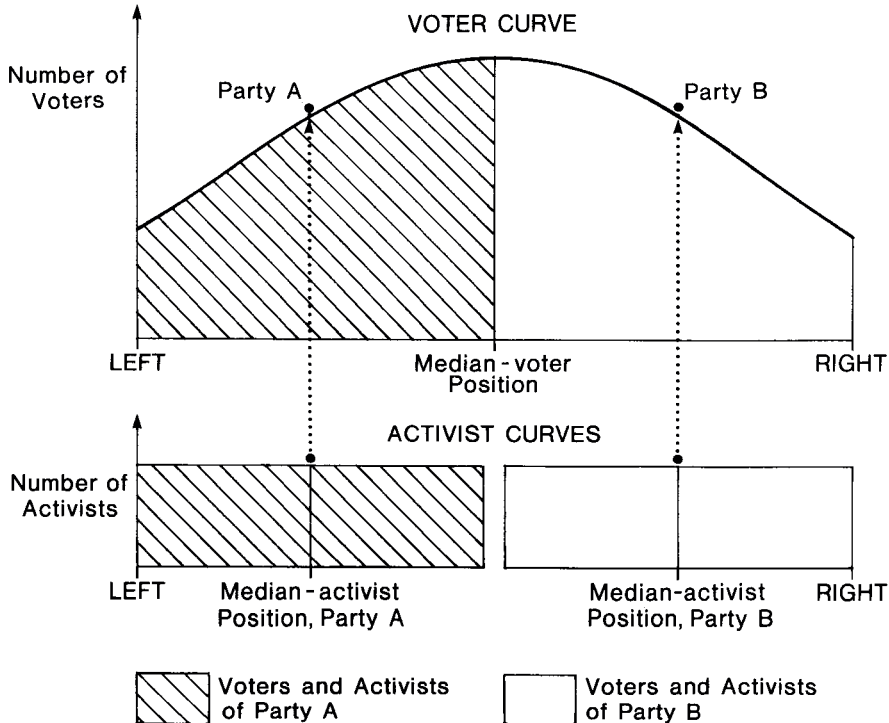 VOTER CURVE
Number of
Voters
Party A
Party B
LEFT
Median-voter
Position
RIGHT
ACTIVIST CURVES
Number of
Activists
LEFT
Median-activist
Position, Party A
Median-activist
Position, Party B
RIGHT
Voters and Activists
of Party A
Voters and Activists
of Party B